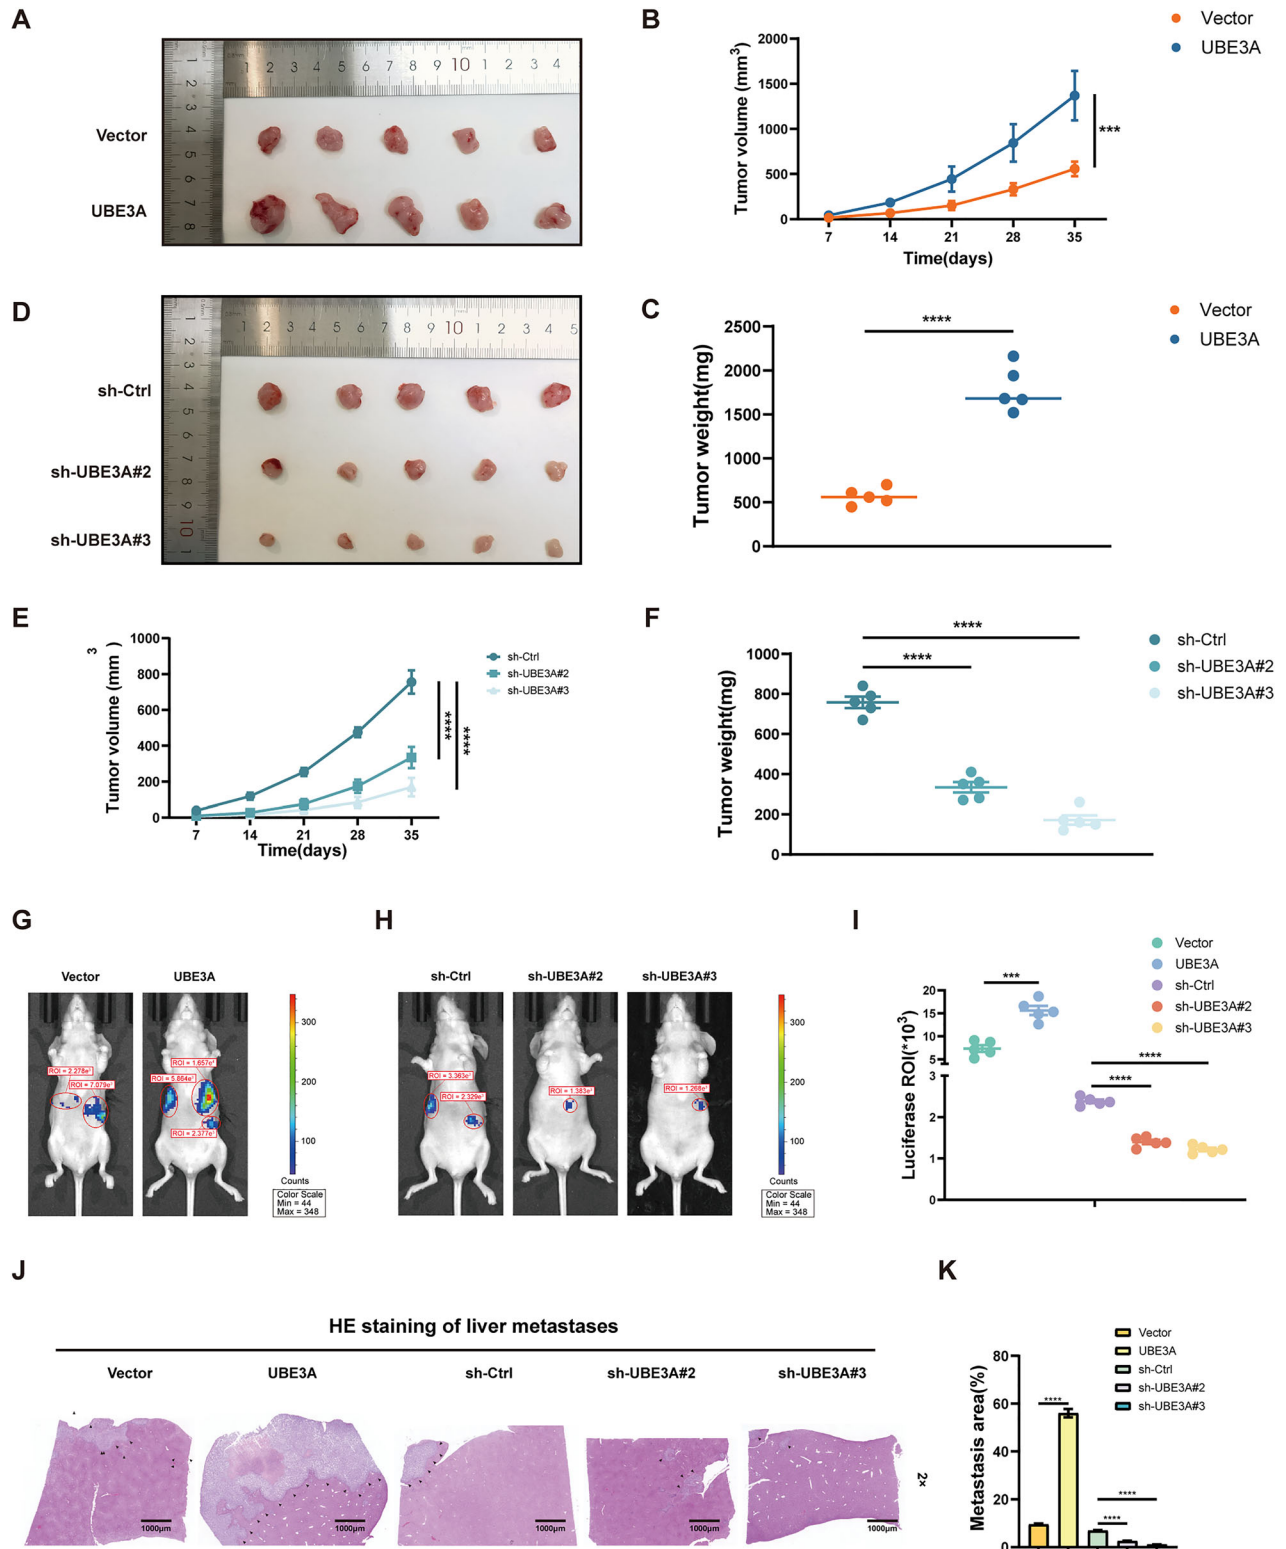 A
Vector
UBE3A
B
Vector
UBE3A
Tumor volume (mm³)
2000
1500
1000
500
0
7 14 21 28 35
Time(days)
***
D
sh-Ctrl
sh-UBE3A#2
sh-UBE3A#3
C
Vector
UBE3A
Tumor weight(mg)
2500
2000
1500
1000
500
0
****
E
Tumor volume (mm³)
1000
800
600
400
200
0
7 14 21 28 35
Time(days)
sh-Ctrl
sh-UBE3A#2
sh-UBE3A#3
****
****
F
Tumor weight(mg)
1000
800
600
400
200
0
****
****
sh-Ctrl
sh-UBE3A#2
sh-UBE3A#3
G
Vector UBE3A
300
200
100
Counts
Color Scale
Min = 44
Max = 348
H
sh-Ctrl sh-UBE3A#2 sh-UBE3A#3
300
200
100
Counts
Color Scale
Min = 44
Max = 348
I
Vector
UBE3A
sh-Ctrl
sh-UBE3A#2
sh-UBE3A#3
Luciferase ROI(*10³)
20
15
10
5
3
2
1
0
***
****
****
J
HE staining of liver metastases
Vector UBE3A sh-Ctrl sh-UBE3A#2 sh-UBE3A#3
1000μm 1000μm 1000μm 1000μm 1000μm
2×
K
Vector
UBE3A
sh-Ctrl
sh-UBE3A#2
sh-UBE3A#3
Metastasis area(%)
80
60
40
20
0
****
****
****